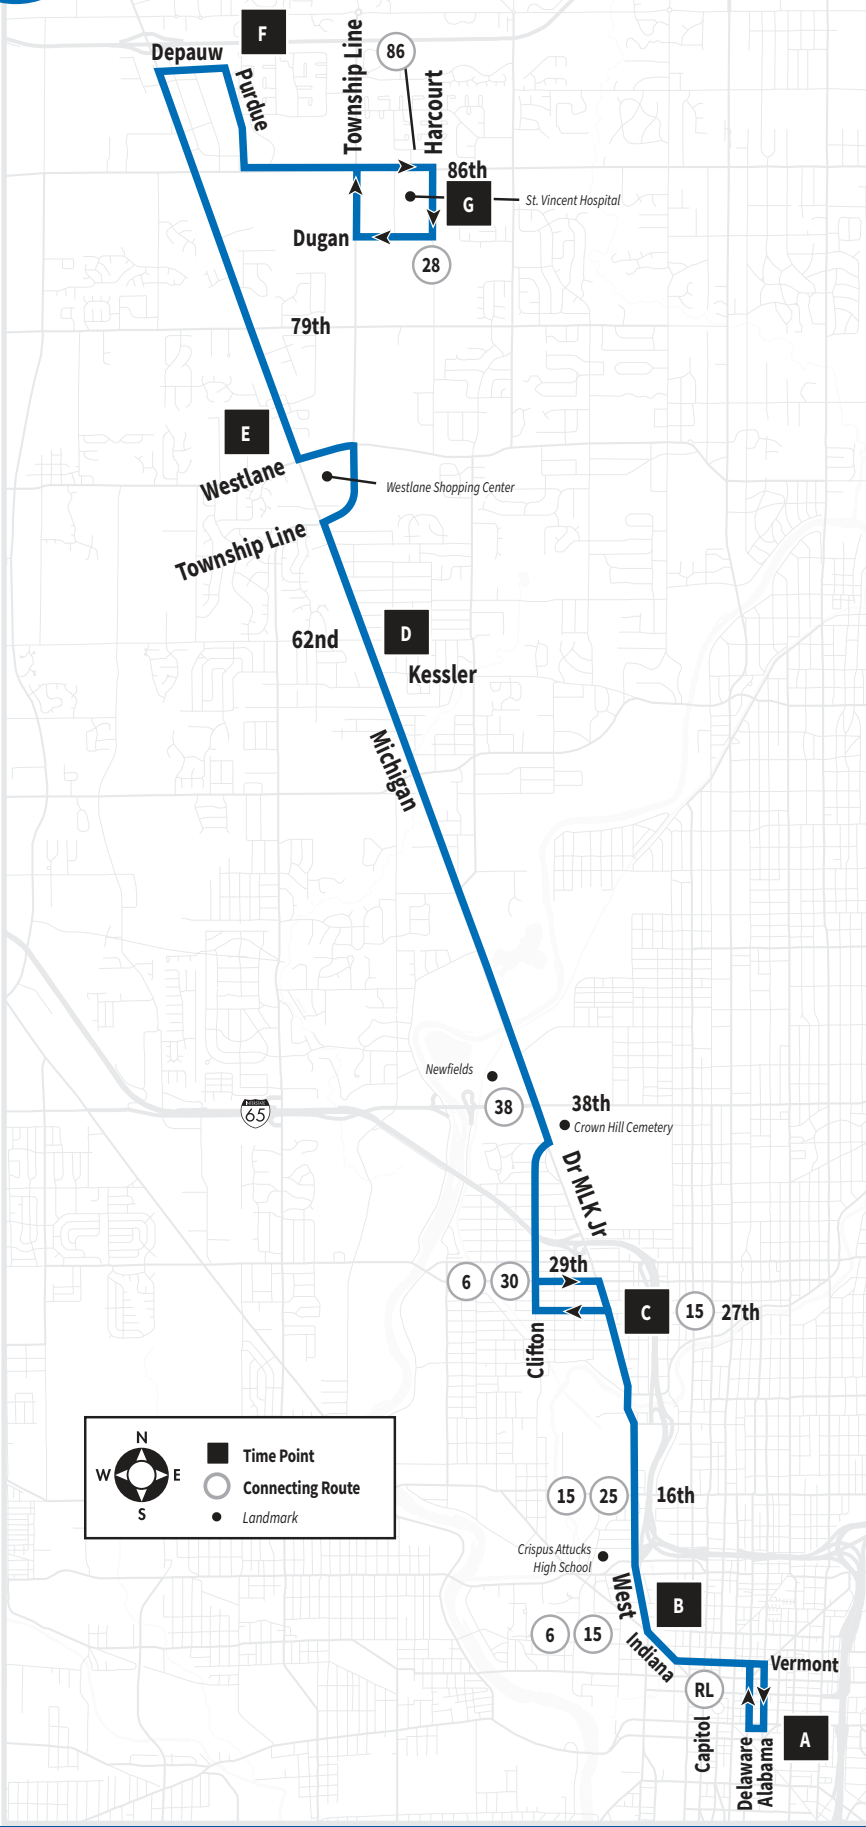 F
Depauw
Purdue
Township Line
86
Harcourt
86th
G
St. Vincent Hospital
Dugan
28
79th
E
Westlane
Westlane Shopping Center
Township Line
62nd
D
Kessler
Michigan
Newfields
38
38th
Crown Hill Cemetery
INTERSTATE
65
Dr MLK Jr
29th
6
30
C
15
27th
Clifton
N
W
E
S
Time Point
Connecting Route
Landmark
15
25
16th
Crispus Attucks
High School
West
B
6
15
Indiana
Vermont
RL
Capitol
Delaware
Alabama
A